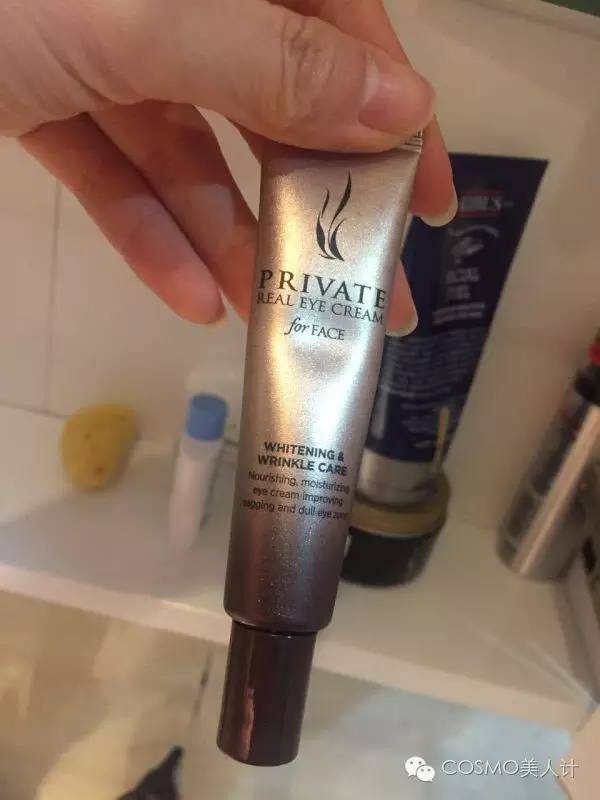 PRIVATE
REAL EYE CREAM
for FACE
WHITENING &
WRINKLE CARE
Nourishing, moisturizing
eye cream improving
sagging and dull eye zone
COSMO美人计